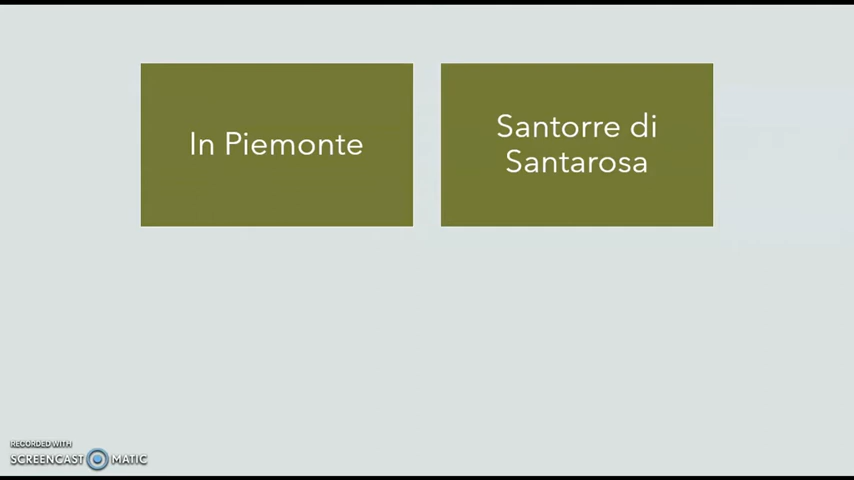 In Piemonte
Santorre di
Santarosa
RECORDED WITH
SCREENCAST MATIC